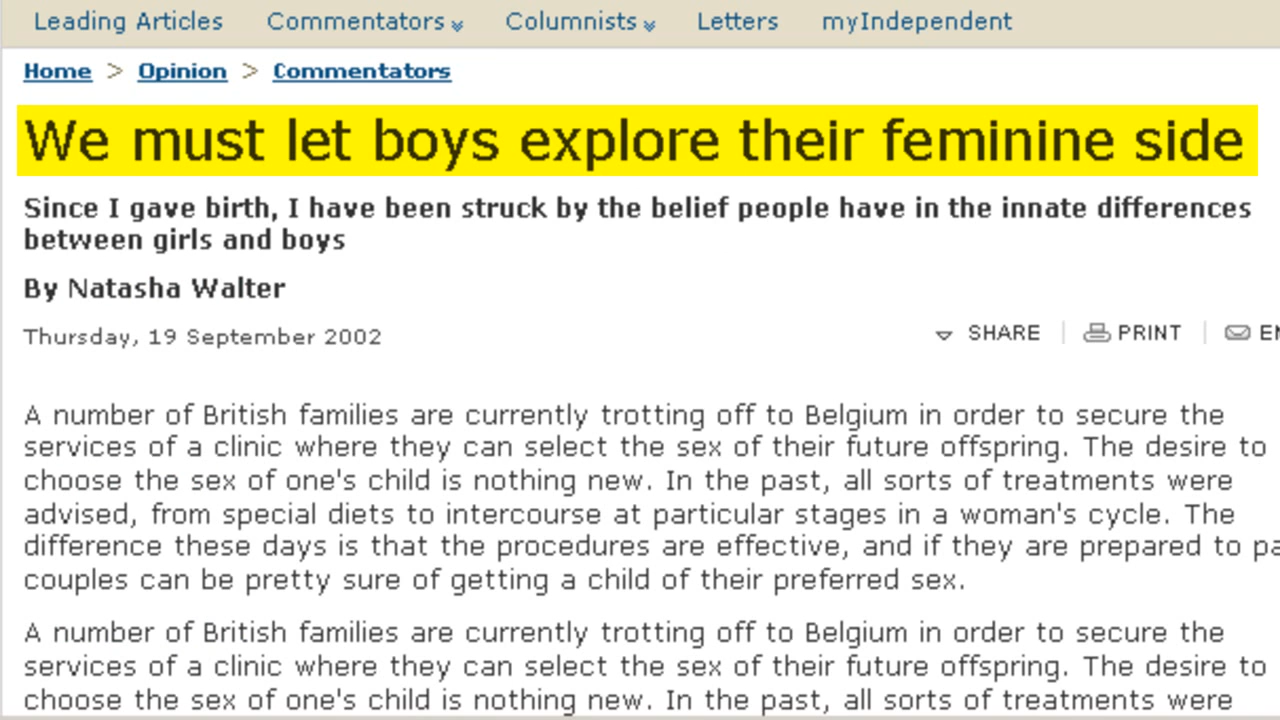 Leading Articles Commentators Columnists Letters myIndependent
Home > Opinion > Commentators
We must let boys explore their feminine side
Since I gave birth, I have been struck by the belief people have in the innate differences
between girls and boys
By Natasha Walter
Thursday, 19 September 2002 SHARE PRINT
A number of British families are currently trotting off to Belgium in order to secure the
services of a clinic where they can select the sex of their future offspring. The desire to
choose the sex of one's child is nothing new. In the past, all sorts of treatments were
advised, from special diets to intercourse at particular stages in a woman's cycle. The
difference these days is that the procedures are effective, and if they are prepared to
couples can be pretty sure of getting a child of their preferred sex.
A number of British families are currently trotting off to Belgium in order to secure the
services of a clinic where they can select the sex of their future offspring. The desire to
choose the sex of one's child is nothing new. In the past, all sorts of treatments were